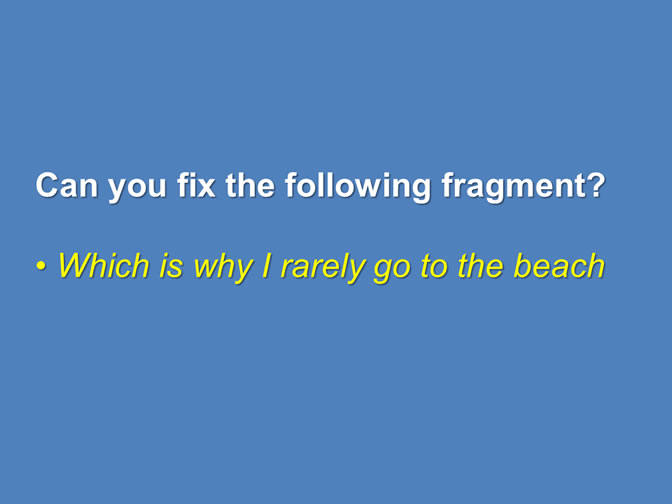 Can you fix the following fragment?
• Which is why I rarely go to the beach